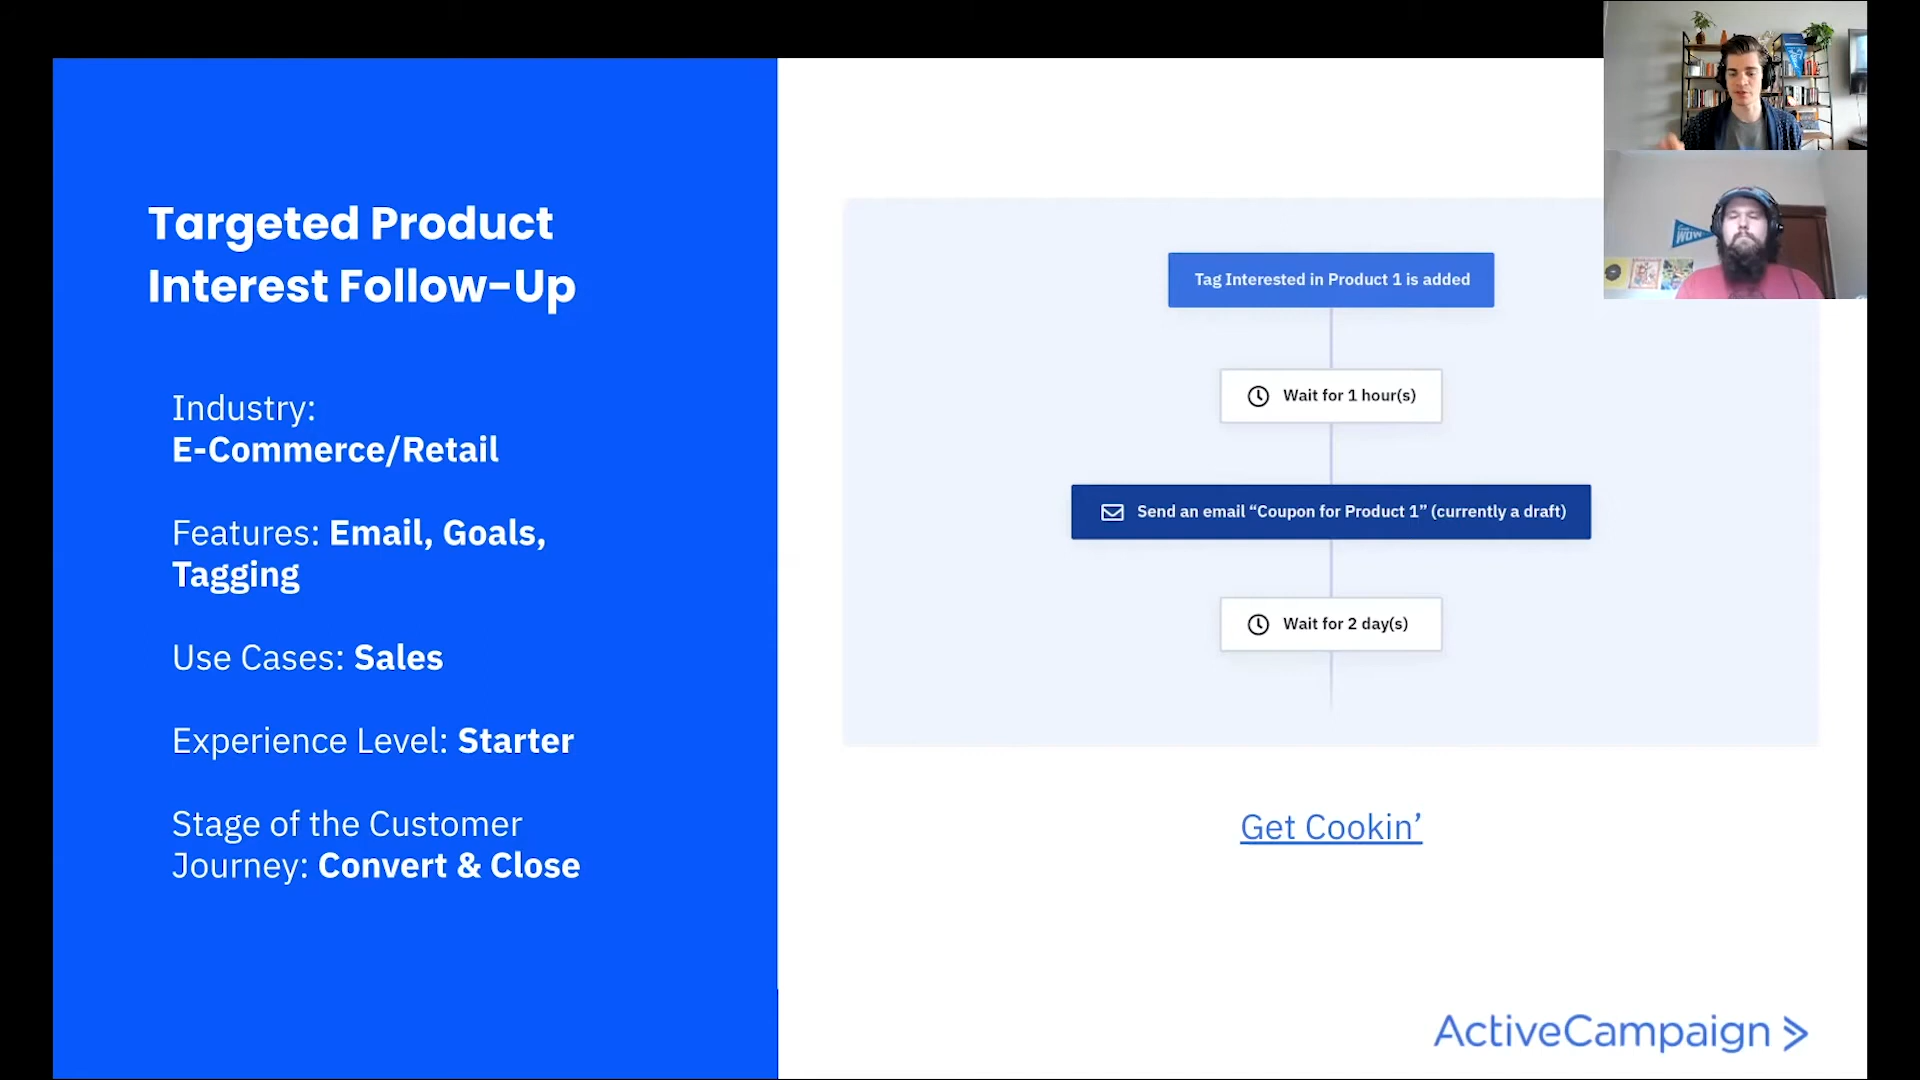 Targeted Product
Interest Follow-Up
Industry:
E-Commerce/Retail
Features: Email, Goals,
Tagging
Use Cases: Sales
Experience Level: Starter
Stage of the Customer
Journey: Convert & Close
Tag Interested in Product 1 is added
Wait for 1 hour(s)
Send an email “Coupon for Product 1” (currently a draft)
Wait for 2 day(s)
Get Cookin’
ActiveCampaign
WOW